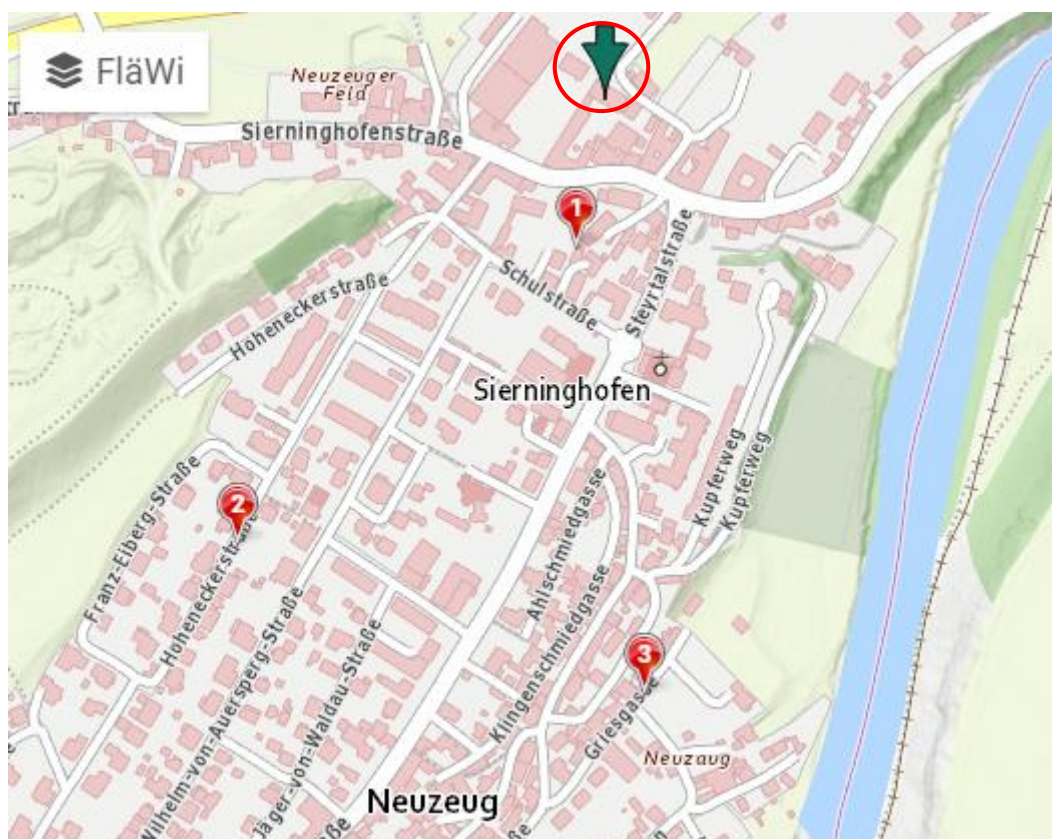 FläWi
Neuzeuger
Feld
Sierninghofenstraße
1
Schulstraße
Steyrtalstraße
Hoheneckerstraße
Sierninghofen
Kupferweg
Kupferweg
Franz-Eiberg-Straße
2
Hoheneckerstraße
Ahlschmiedgasse
Klingenschmiedgasse
Wilhelm-von-Auersperg-Straße
Jäger-von-Waldau-Straße
3
Griesgasse
Neuzaug
Neuzeug